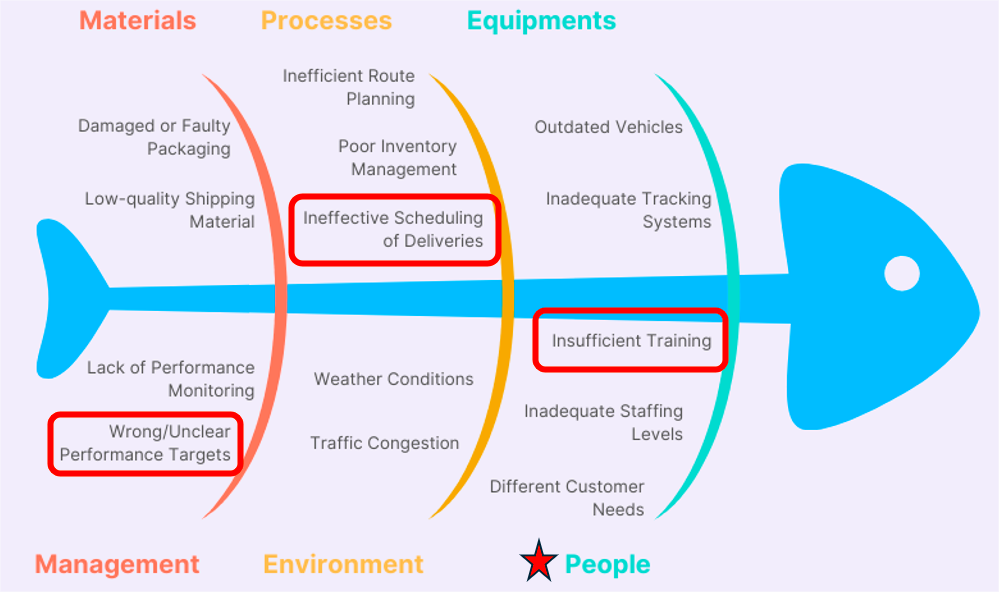 Materials
Processes
Equipments
Inefficient Route
Planning
Damaged or Faulty
Packaging
Poor Inventory
Management
Outdated Vehicles
Low-quality Shipping
Material
Ineffective Scheduling
of Deliveries
Inadequate Tracking
Systems
Lack of Performance
Monitoring
Weather Conditions
Insufficient Training
Wrong/Unclear
Performance Targets
Traffic Congestion
Inadequate Staffing
Levels
Different Customer
Needs
Management
Environment
People